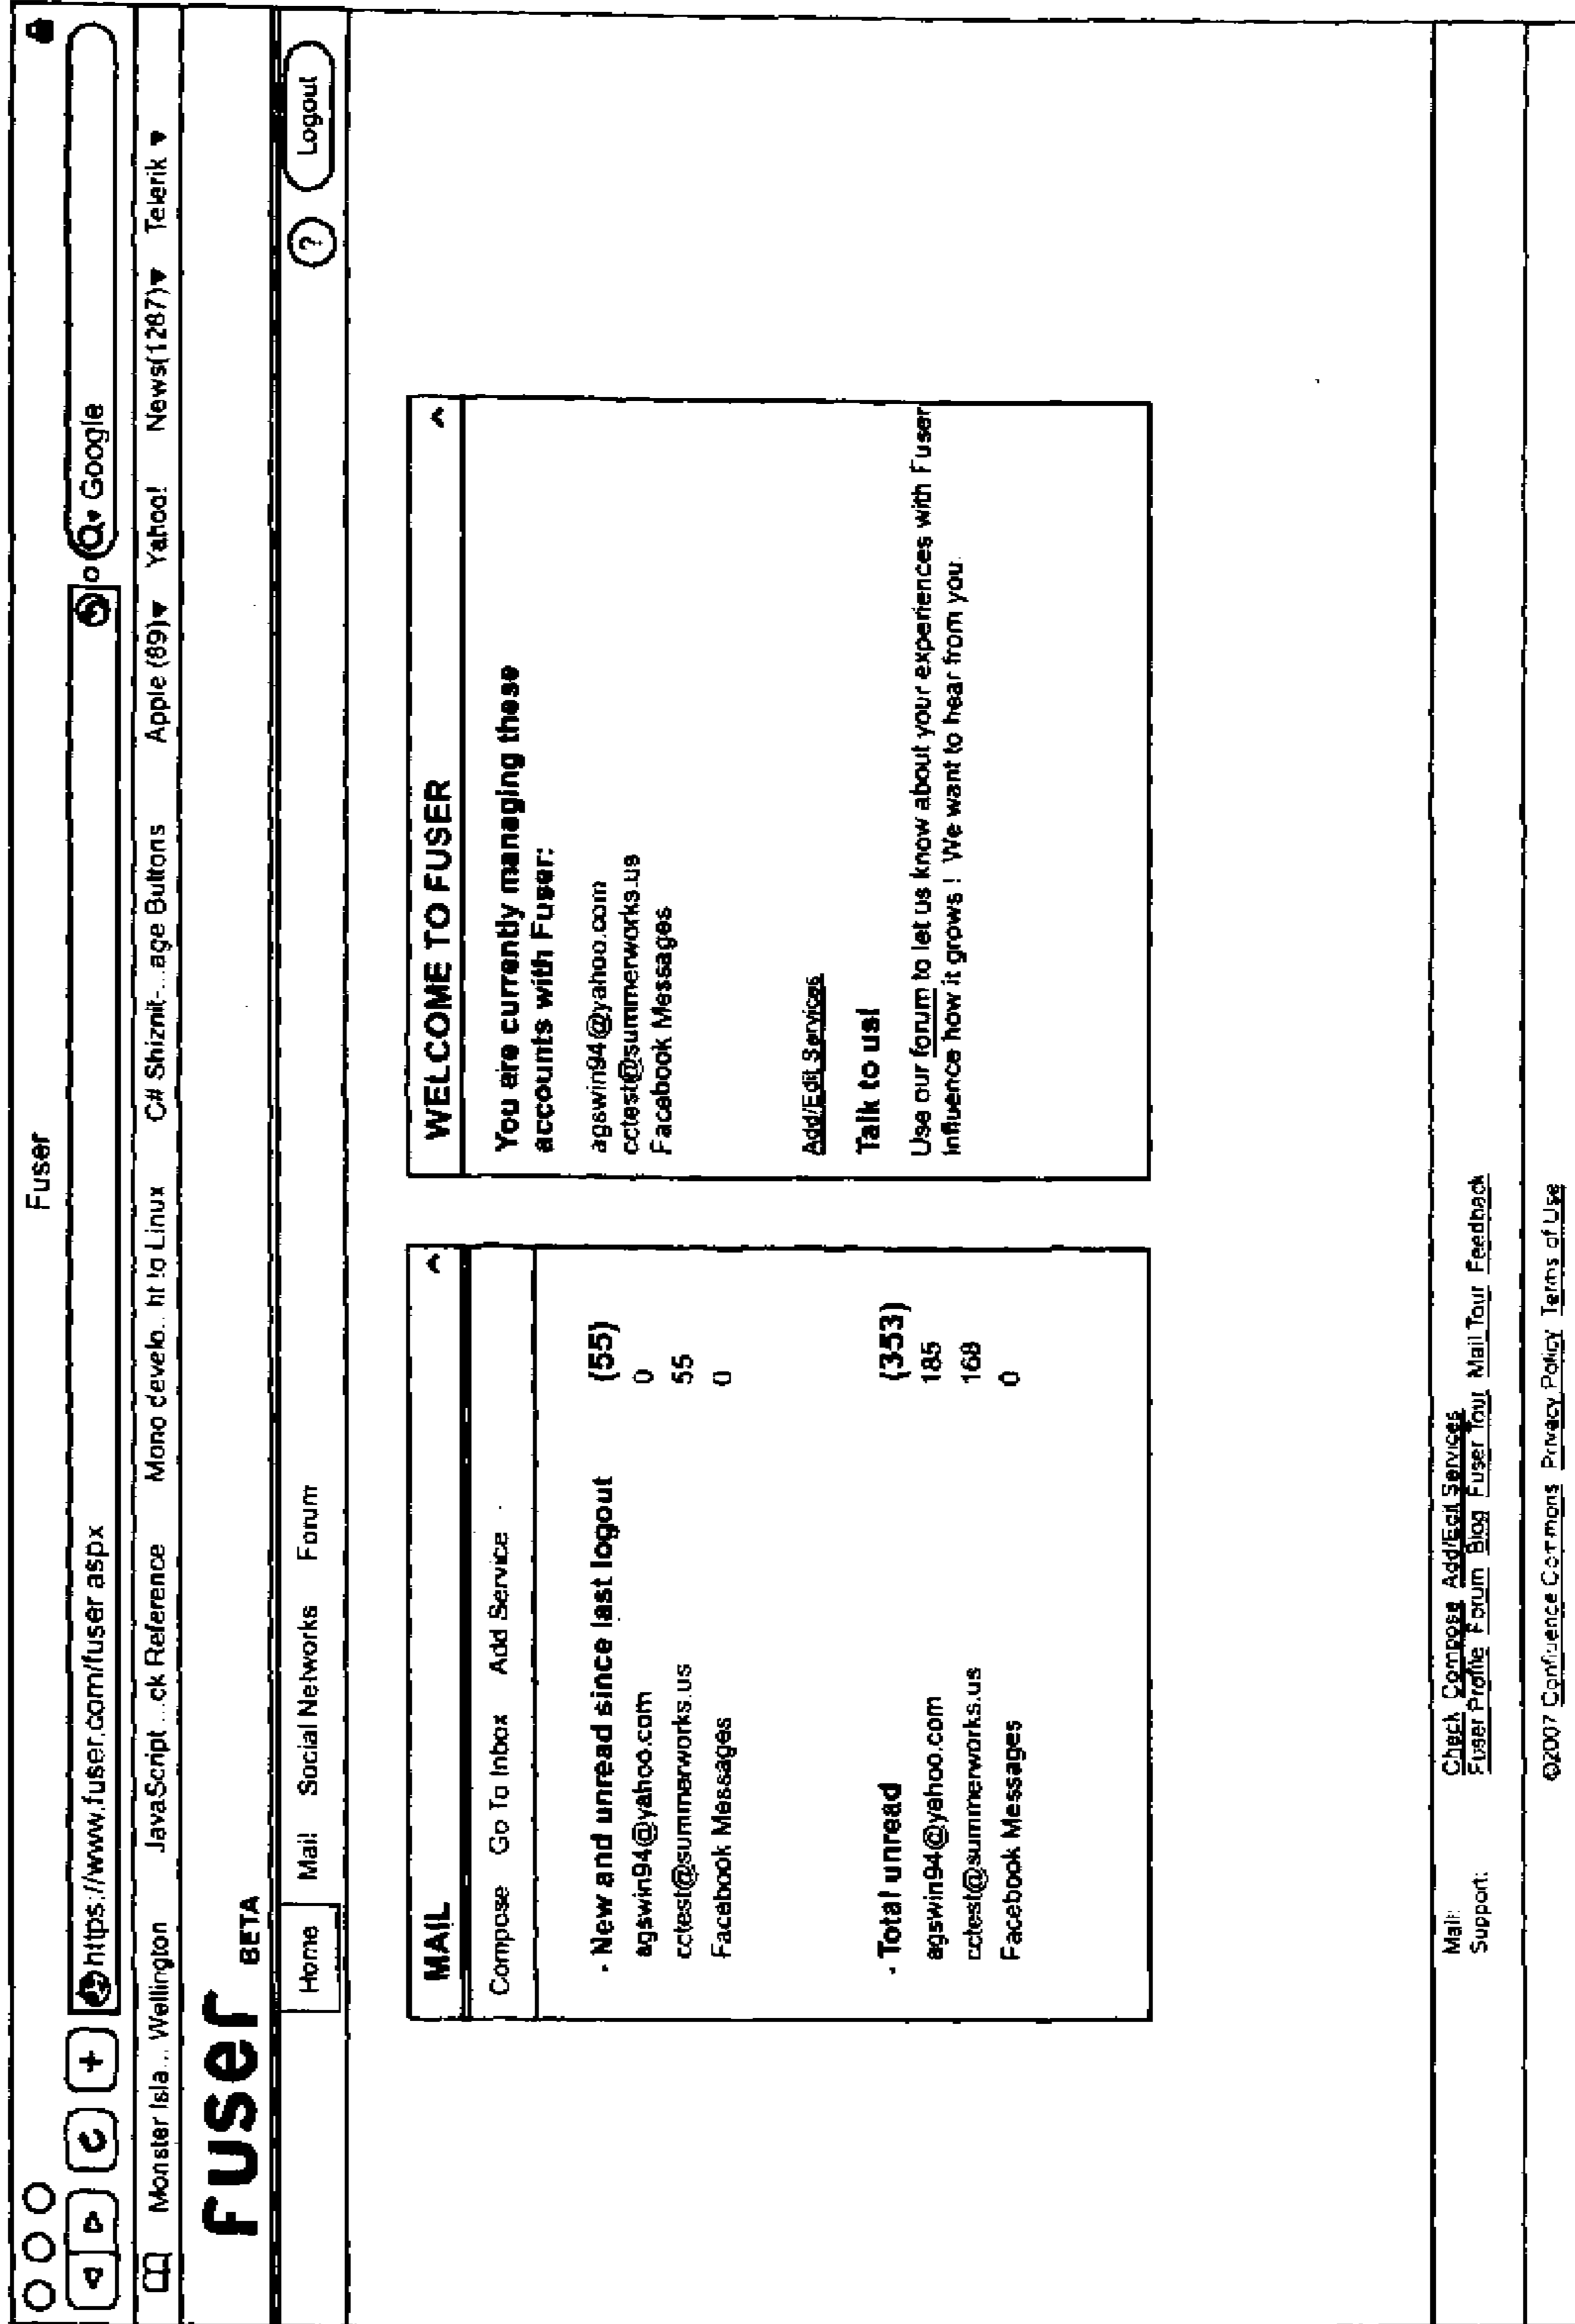 Fuser
https://www.fuser.com/fuser.aspx Google
Monster Isla... Wellington JavaScript ...ck Reference Mono develo.. ht to Linux C# Shiznit-...age Buttons Apple (89)▾ Yahoo! News(1287)▾ Telerik ▾
Fuser BETA
Home Mail Social Networks Forum ? Logout
MAIL ^
Compose Go To Inbox Add Service
- New and unread since last logout (55)
agswin94@yahoo.com 0
cctest@summerworks.us 55
Facebook Messages 0
- Total unread (353)
agswin94@yahoo.com 185
cctest@summerworks.us 168
Facebook Messages 0
WELCOME TO FUSER ^
You are currently managing these
accounts with Fuser:
agswin94@yahoo.com
cctest@summerworks.us
Facebook Messages
Add/Edit Services
Talk to us!
Use our forum to let us know about your experiences with Fuser
Influence how it grows ! We want to hear from you.
Mail: Check Compose Add/Edit Services
Support: Fuser Profile Forum Blog Fuser Tour Mail Tour Feedback
©2007 Confluence Commons Privacy Policy Terms of Use